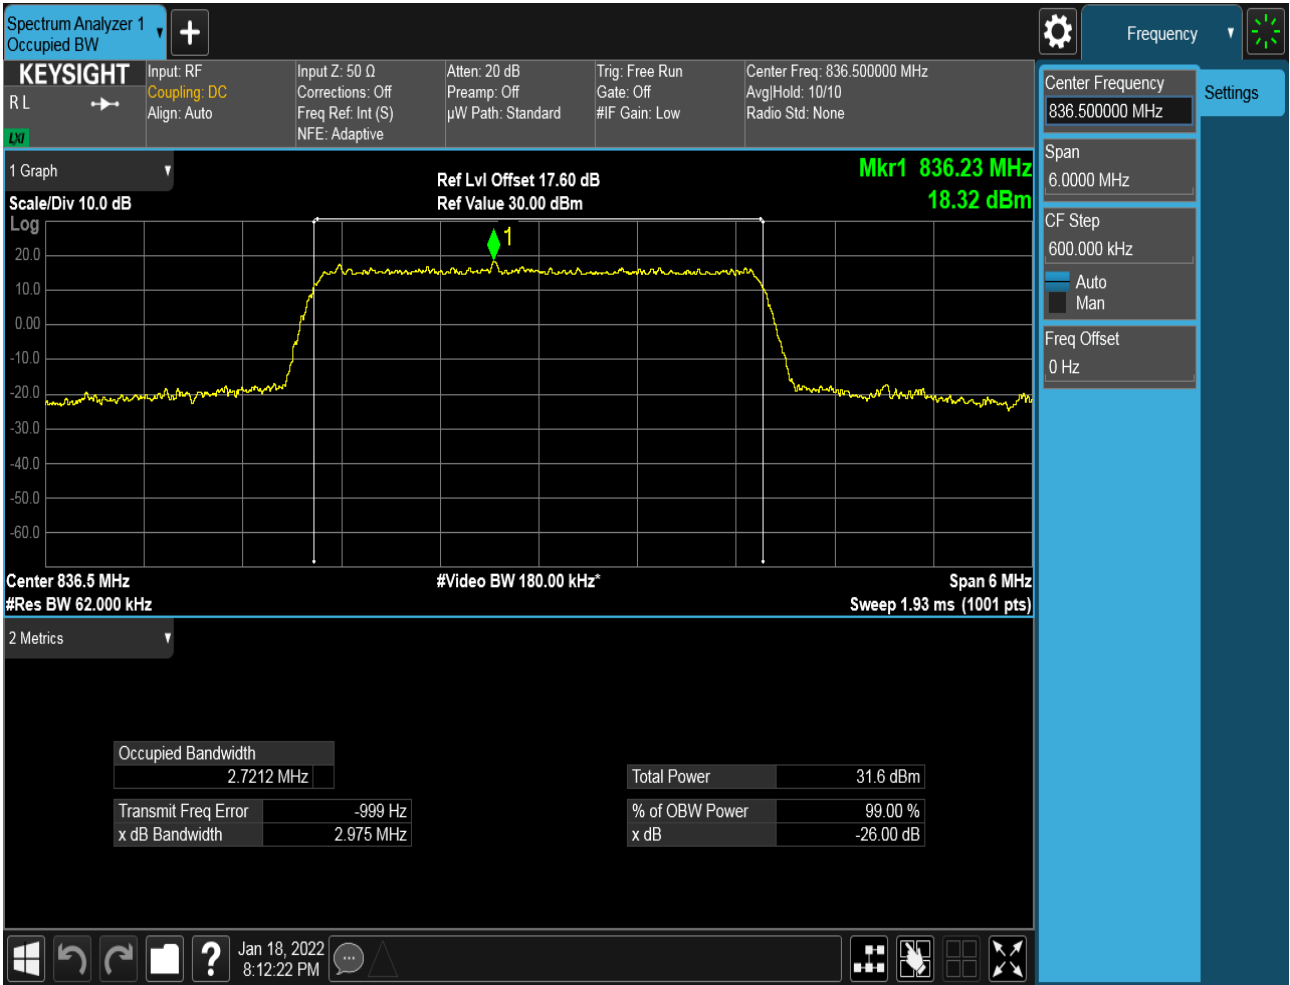 Spectrum Analyzer 1
Occupied BW
Frequency
KEYSIGHT
R L
LXI
Input: RF
Coupling: DC
Align: Auto
Input Z: 50 Ω
Corrections: Off
Freq Ref: Int (S)
NFE: Adaptive
Atten: 20 dB
Preamp: Off
µW Path: Standard
Trig: Free Run
Gate: Off
#IF Gain: Low
Center Freq: 836.500000 MHz
Avg|Hold: 10/10
Radio Std: None
Center Frequency
836.500000 MHz
Settings
Span
6.0000 MHz
CF Step
600.000 kHz
Auto
Man
Freq Offset
0 Hz
1 Graph
Scale/Div 10.0 dB
Ref Lvl Offset 17.60 dB
Ref Value 30.00 dBm
Mkr1 836.23 MHz
18.32 dBm
Log
1
20.0
10.0
0.00
-10.0
-20.0
-30.0
-40.0
-50.0
-60.0
Center 836.5 MHz
#Res BW 62.000 kHz
#Video BW 180.00 kHz*
Span 6 MHz
Sweep 1.93 ms (1001 pts)
2 Metrics
Occupied Bandwidth
2.7212 MHz
Transmit Freq Error -999 Hz
x dB Bandwidth 2.975 MHz
Total Power 31.6 dBm
% of OBW Power 99.00 %
x dB -26.00 dB
?
Jan 18, 2022
8:12:22 PM